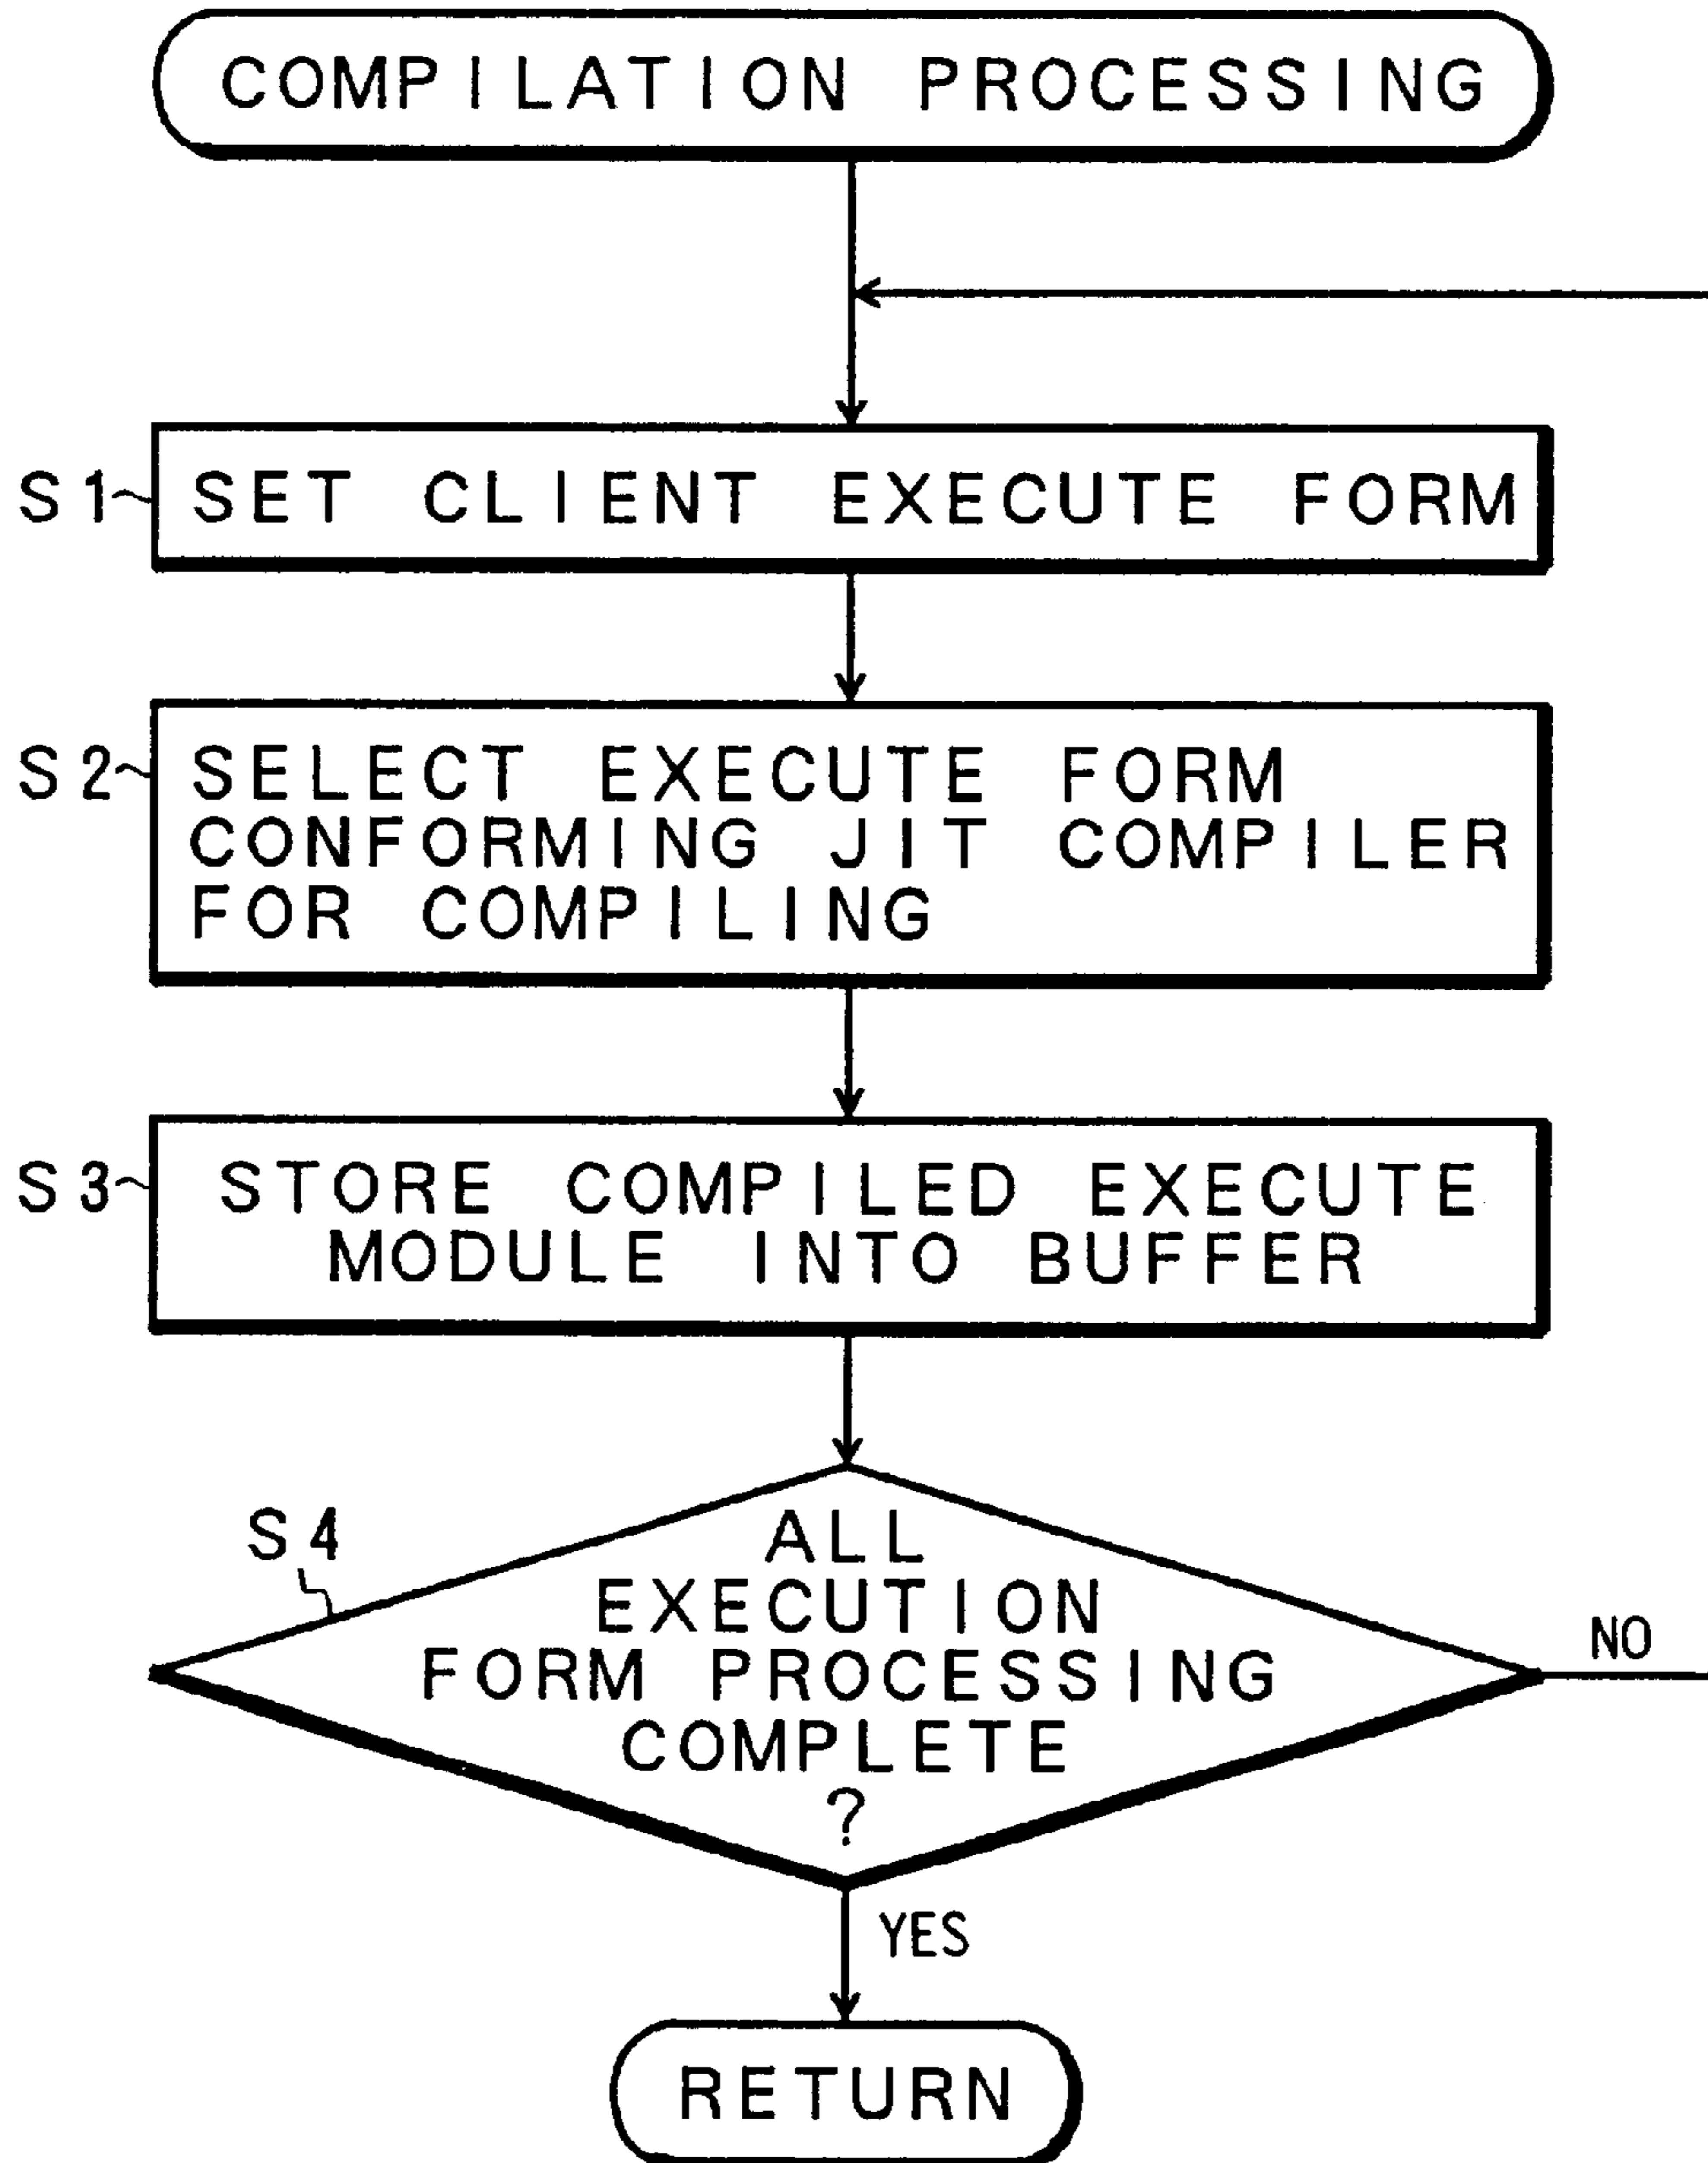 COMPILATION PROCESSING
S1 SET CLIENT EXECUTE FORM
S2 SELECT EXECUTE FORM
CONFORMING JIT COMPILER
FOR COMPILING
S3 STORE COMPILED EXECUTE
MODULE INTO BUFFER
S4
ALL
EXECUTION
FORM PROCESSING
COMPLETE
?
NO
YES
RETURN